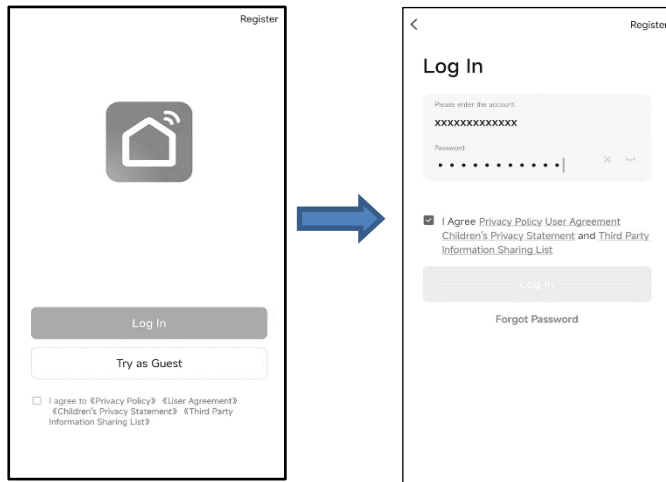 Register
Log In
Try as Guest
I agree to 《Privacy Policy》 《User Agreement》
《Children's Privacy Statement》 《Third Party
Information Sharing List》
Register
Log In
Please enter the account
xxxxxxxxxxxxx
Password
I Agree Privacy Policy User Agreement
Children's Privacy Statement and Third Party
Information Sharing List
Log In
Forgot Password